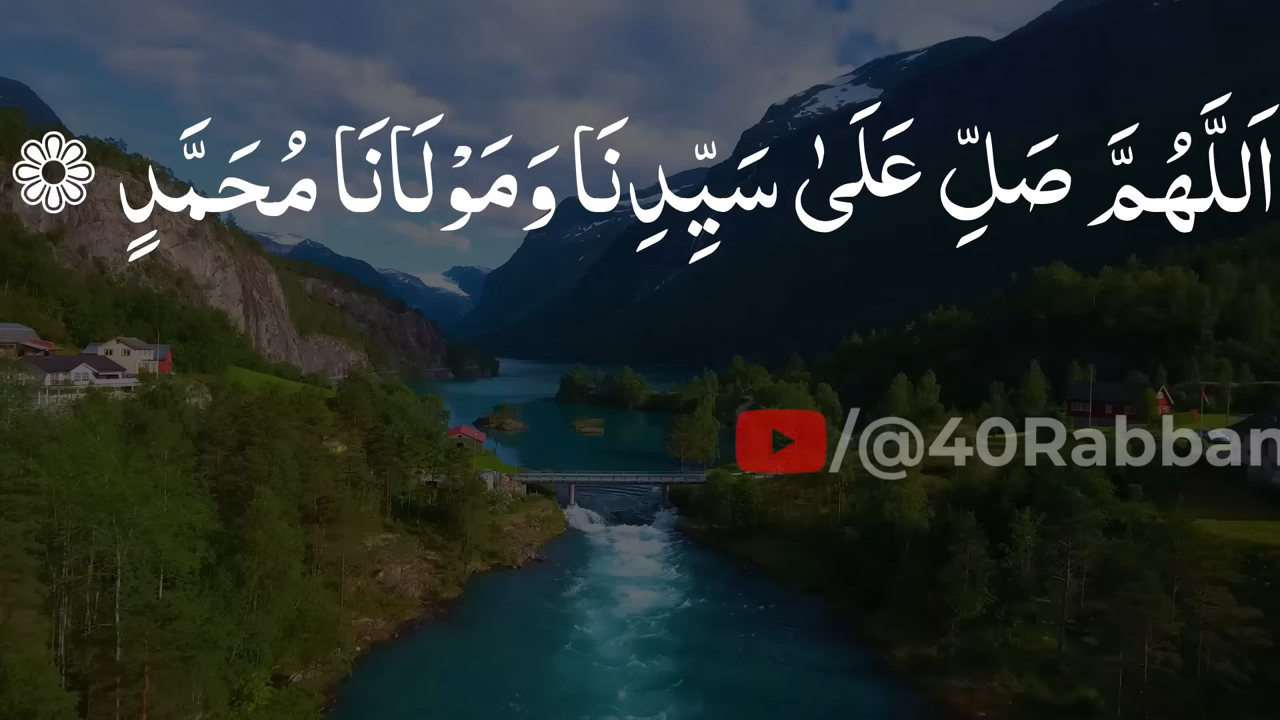 اَللَّهُمَّ صَلِّ عَلَىٰ سَيِّدِنَا وَمَوْلَانَا مُحَمَّدٍ ۞
/@40Rabban